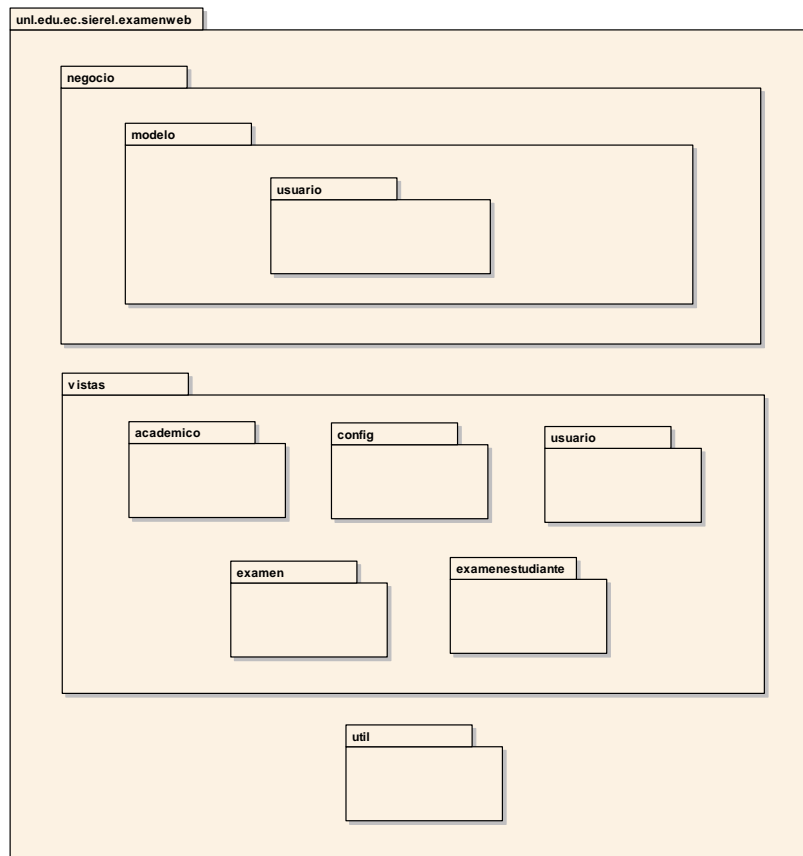 unl.edu.ec.sierel.examenweb
negocio
modelo
usuario
vistas
academico
config
usuario
examen
examenestudiante
util